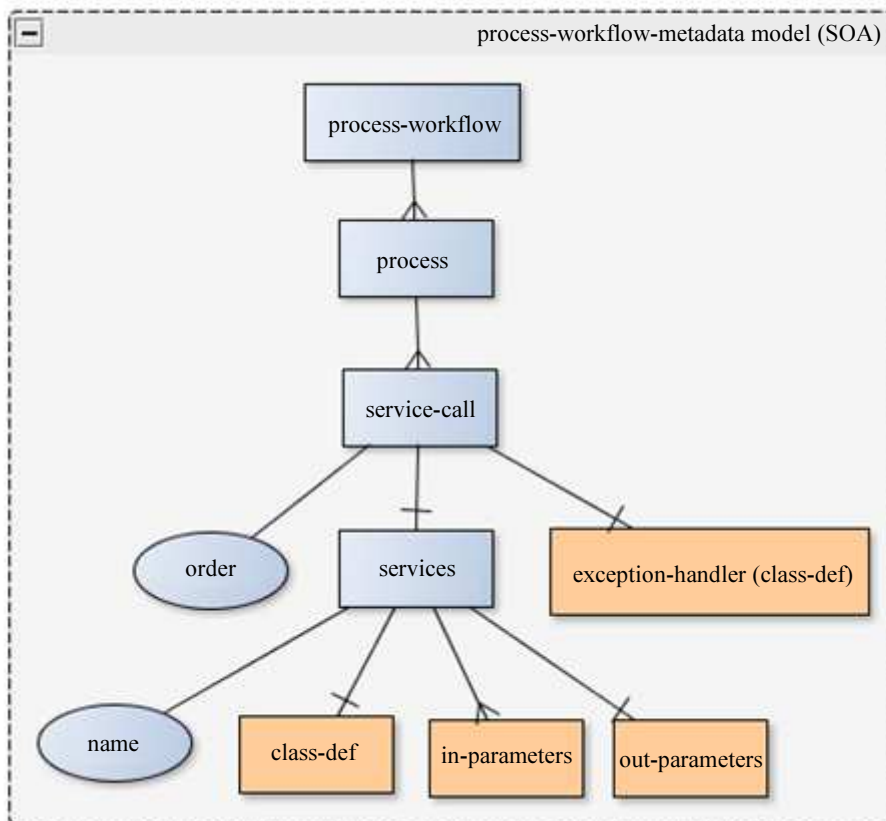 process-workflow-metadata model (SOA)
process-workflow
process
service-call
order
services
exception-handler (class-def)
name
class-def
in-parameters
out-parameters